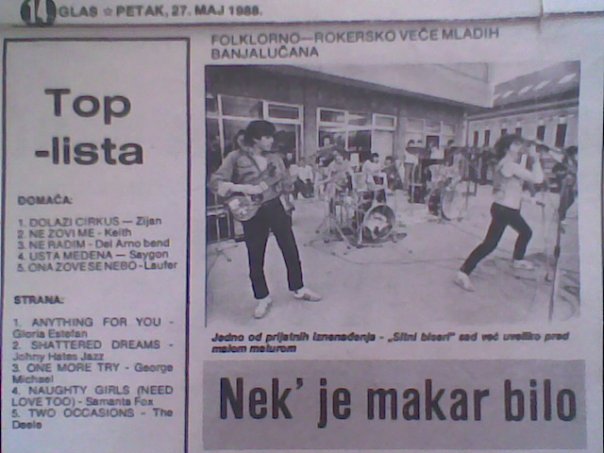 14 GLAS ☆ PETAK, 27. MAJ 1988.
Top
-lista
DOMAĆA:
1. DOLAZI CIRKUS — Zijan
2. NE ZOVI ME - Keith
3. NE RADIM - Del Arno bend
4. USTA MEDENA — Saygon
5. ONA ZOVE SE NEBO - Laufer
STRANA:
1. ANYTHING FOR YOU -
Gloria Estefan
2. SHATTERED DREAMS -
Johny Hates Jazz
3. ONE MORE TRY - George
Michael
4. NAUGHTY GIRLS (NEED
LOVE TOO) - Samanta Fox
5. TWO OCCASIONS - The
Deele
FOLKLORNO—ROKERSKO VEČE MLADIH
BANJALUČANA
Jedno od prijatnih iznenađenja - „Sitni biseri" sad već uveliko pred
malom maturom
Nek' je makar bilo